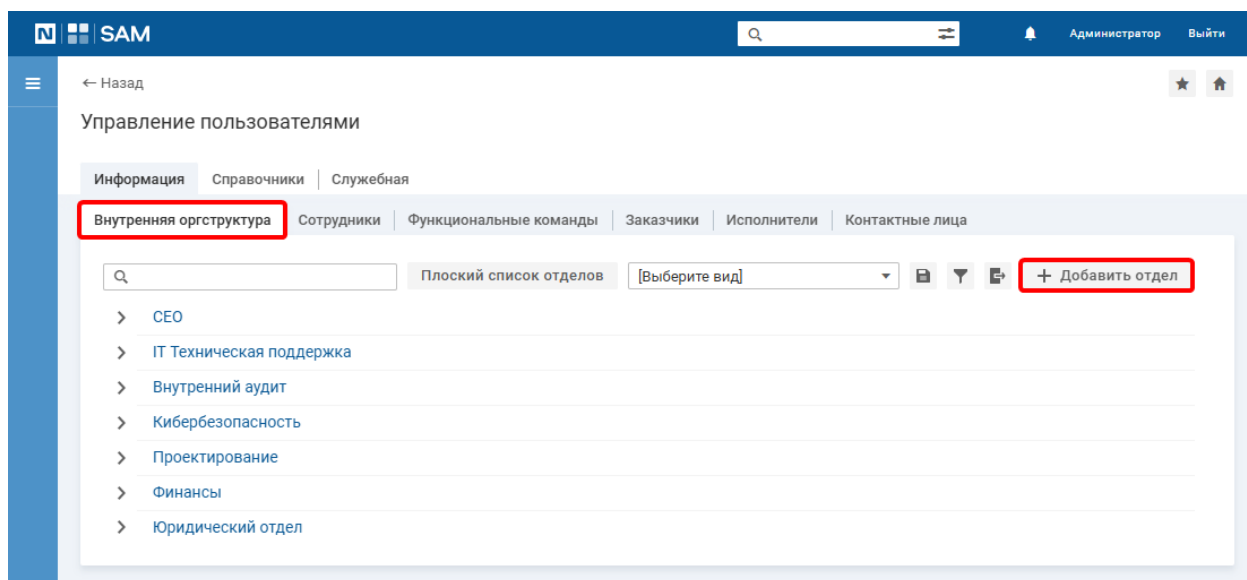 N SAM Администратор Выйти
← Назад
Управление пользователями
Информация Справочники Служебная
Внутренняя оргструктура Сотрудники Функциональные команды Заказчики Исполнители Контактные лица
Плоский список отделов [Выберите вид] + Добавить отдел
CEO
IT Техническая поддержка
Внутренний аудит
Кибербезопасность
Проектирование
Финансы
Юридический отдел